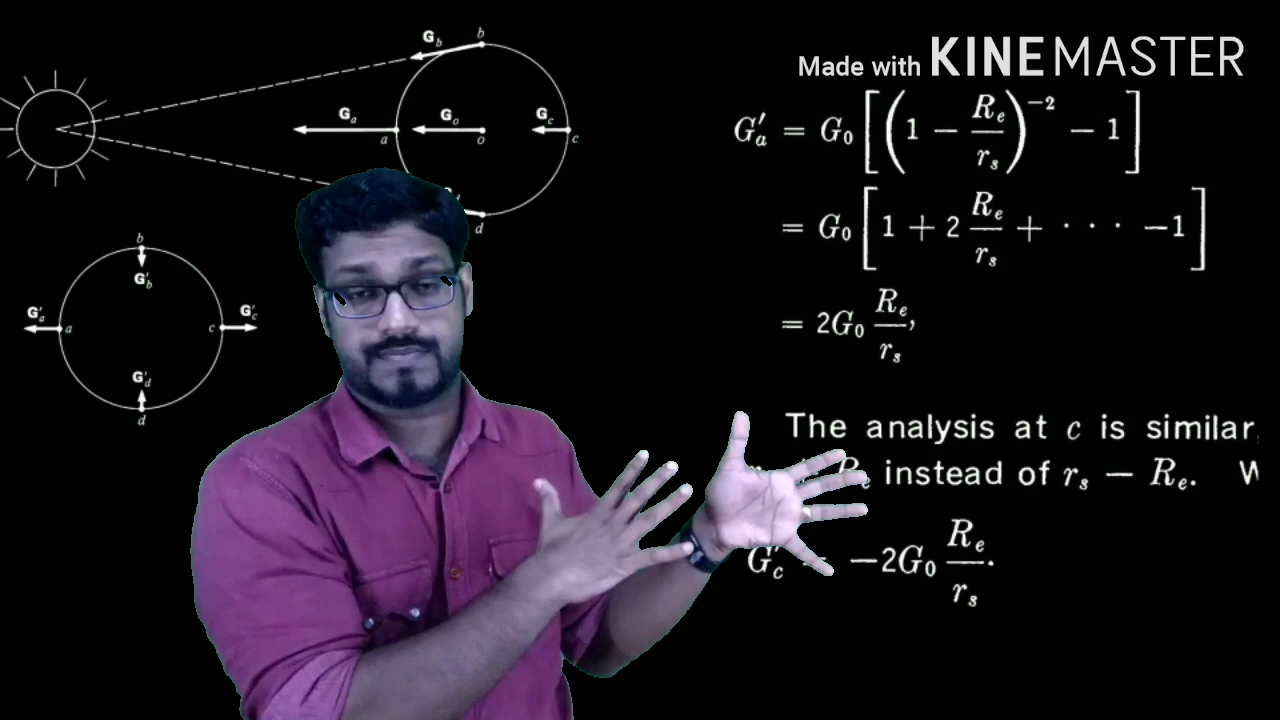 Made with KINEMASTER
b
G_b
G_a
G_o
G_c
a
o
c
d
b
G'_b
G'_a
a
c
G'_c
G'_d
d
G'_a = G_0 [(1 − R_e/r_s)^−2 − 1]
= G_0 [1 + 2 R_e/r_s + · · · −1]
= 2G_0 R_e/r_s,
The analysis at c is similar
R_e instead of r_s − R_e. W
G'_c = −2G_0 R_e/r_s.